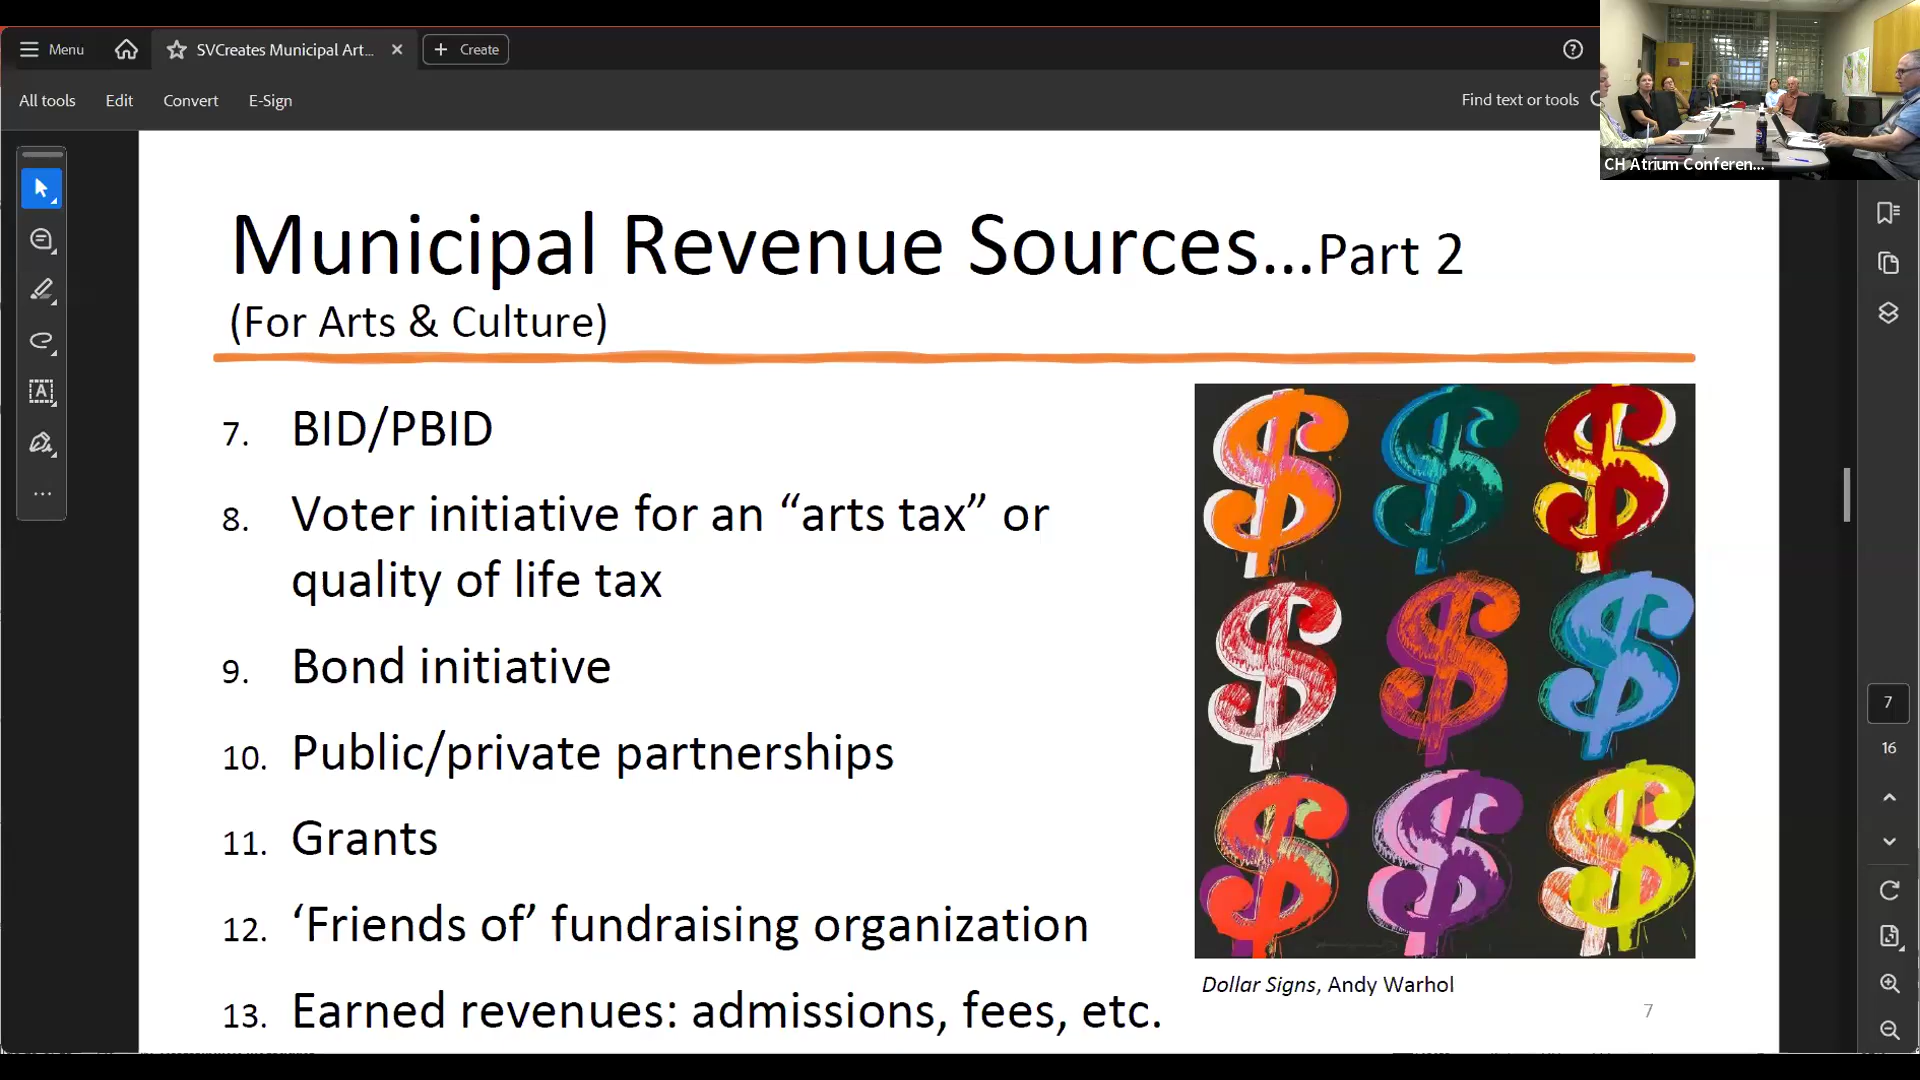 Menu
SVCreates Municipal Art...
Create
All tools
Edit
Convert
E-Sign
Find text or tools
CH Atrium Conferen...
Municipal Revenue Sources...Part 2
(For Arts & Culture)
7. BID/PBID
8. Voter initiative for an “arts tax” or
quality of life tax
9. Bond initiative
10. Public/private partnerships
11. Grants
12. ‘Friends of’ fundraising organization
13. Earned revenues: admissions, fees, etc.
Dollar Signs, Andy Warhol
7
7
16